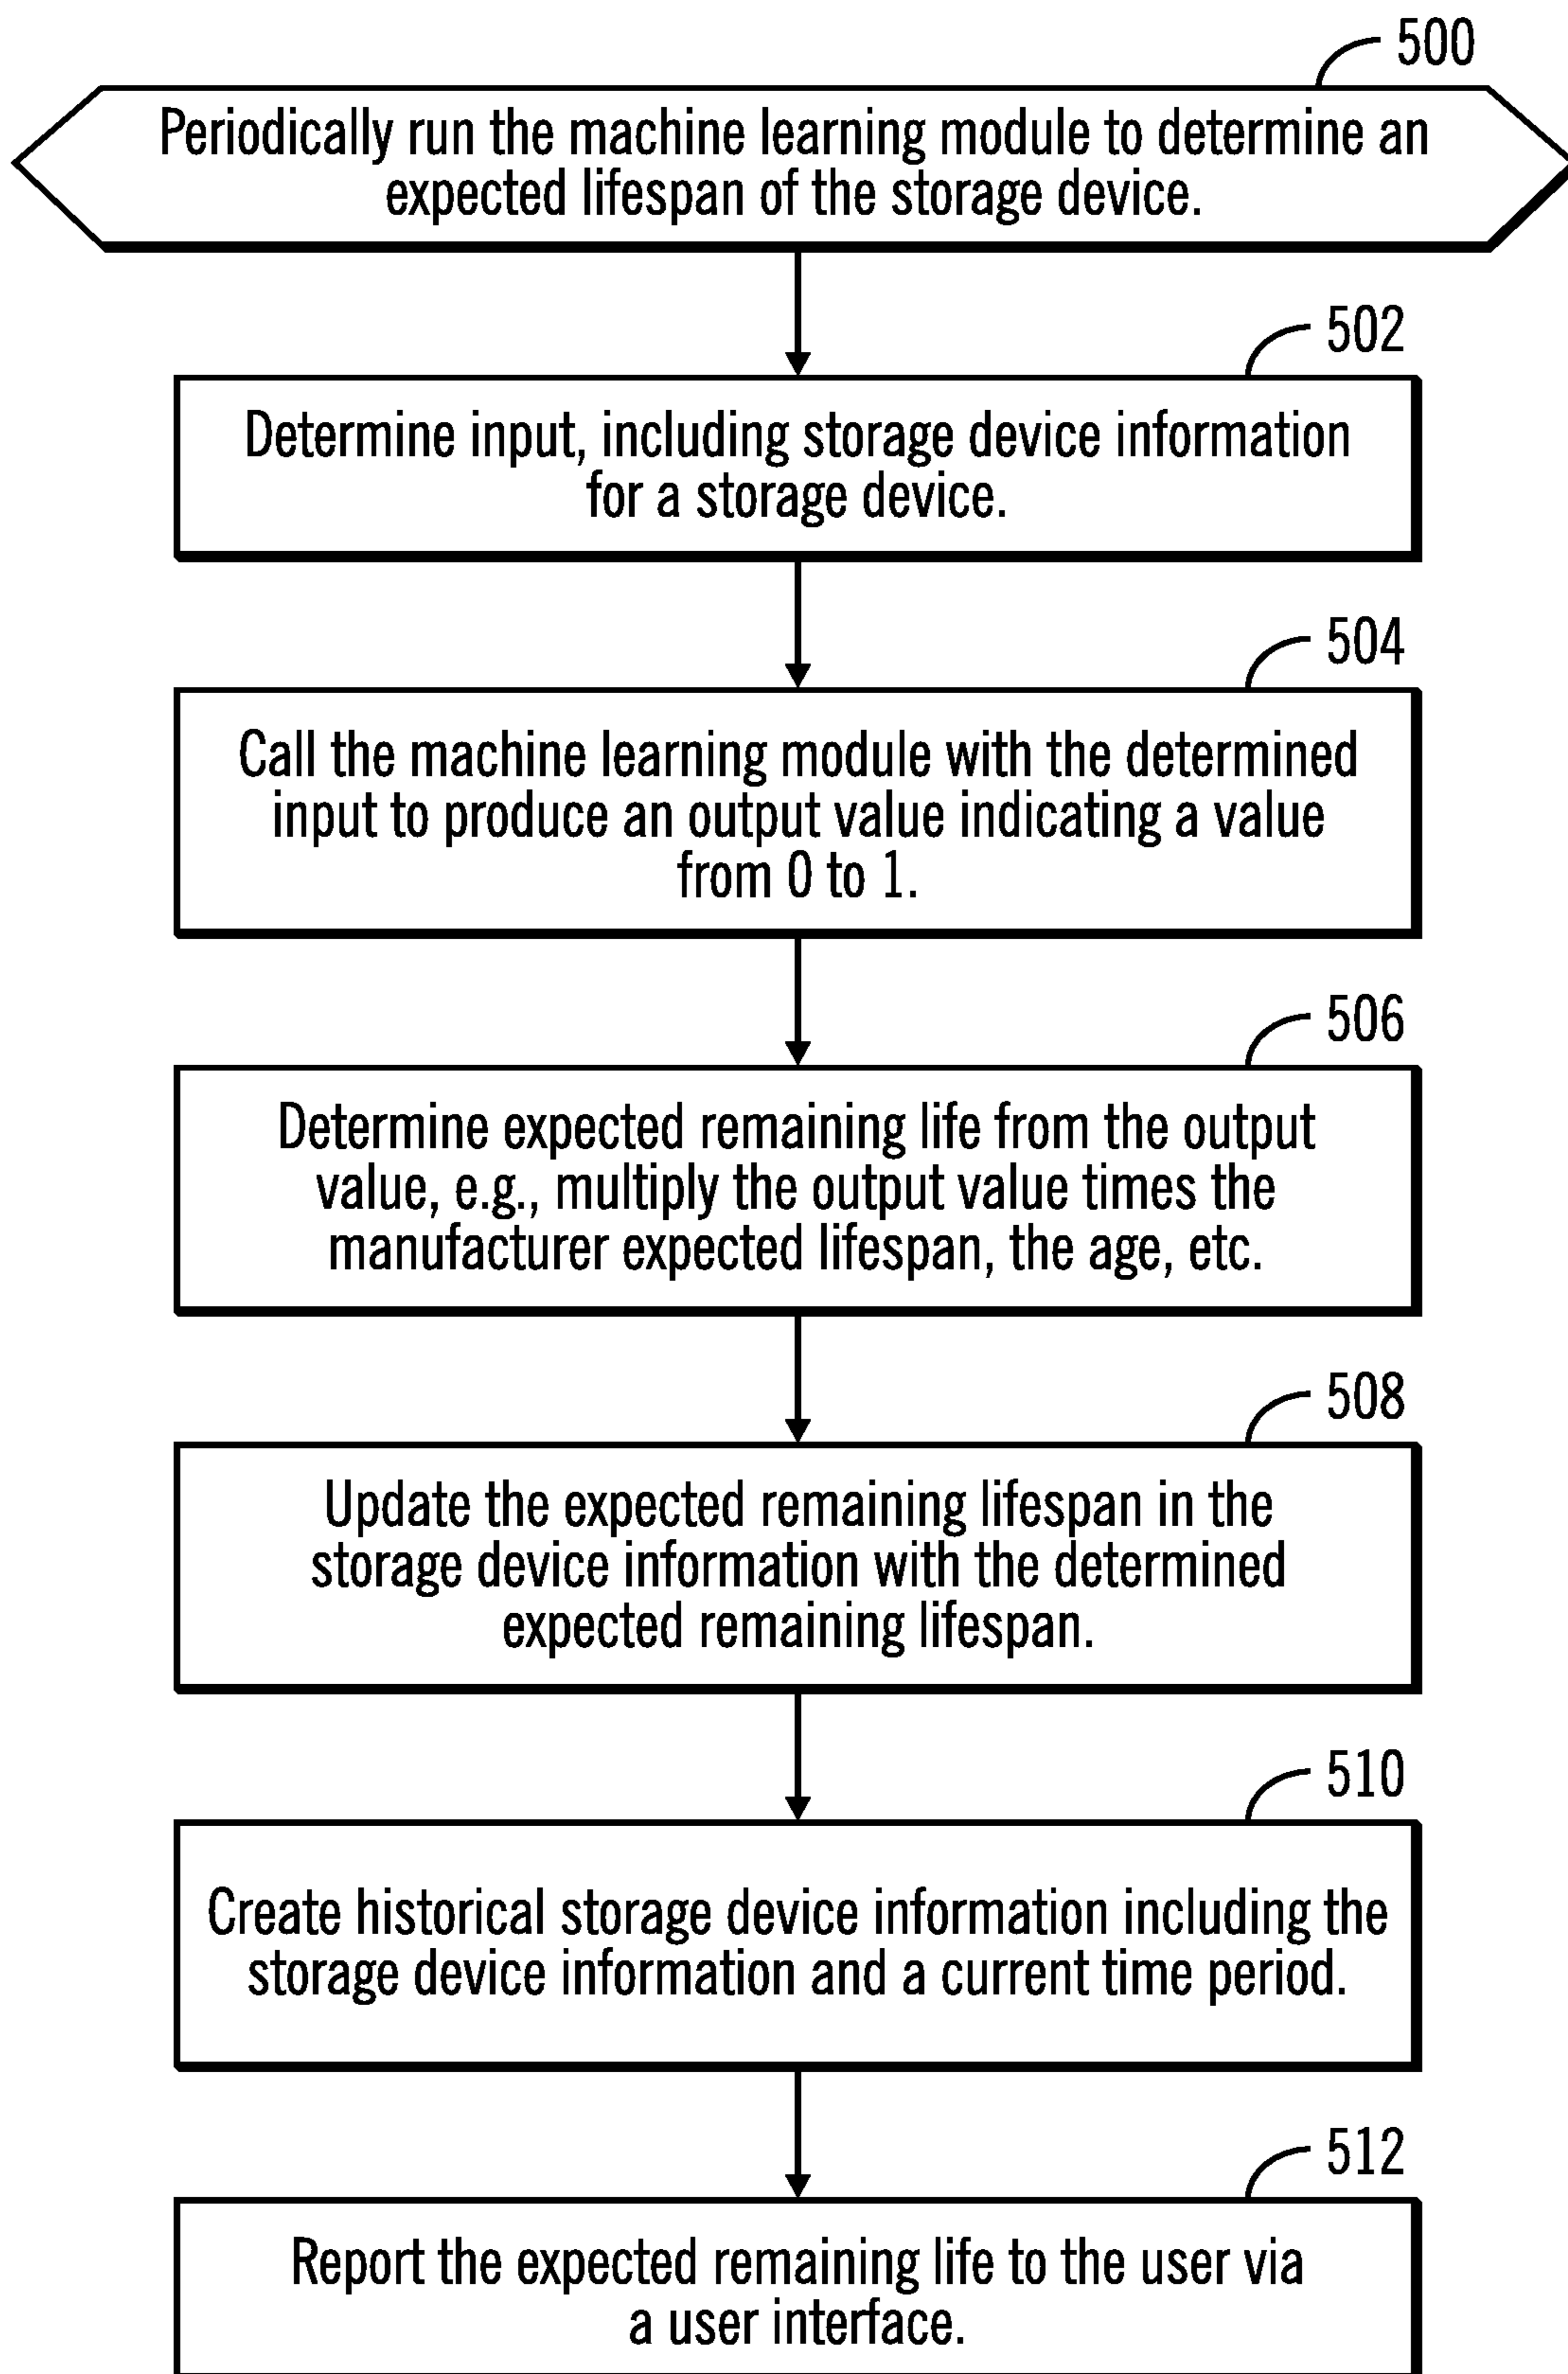 500
Periodically run the machine learning module to determine an
expected lifespan of the storage device.
502
Determine input, including storage device information
for a storage device.
504
Call the machine learning module with the determined
input to produce an output value indicating a value
from 0 to 1.
506
Determine expected remaining life from the output
value, e.g., multiply the output value times the
manufacturer expected lifespan, the age, etc.
508
Update the expected remaining lifespan in the
storage device information with the determined
expected remaining lifespan.
510
Create historical storage device information including the
storage device information and a current time period.
512
Report the expected remaining life to the user via
a user interface.